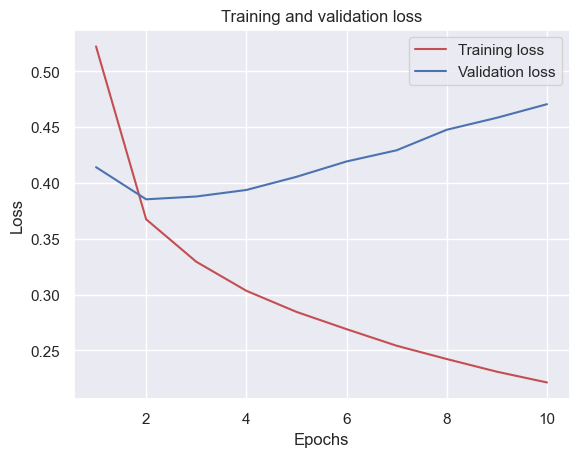 Training and validation loss
Training loss
Validation loss
0.50
0.45
0.40
0.35
0.30
0.25
Loss
2
4
6
8
10
Epochs